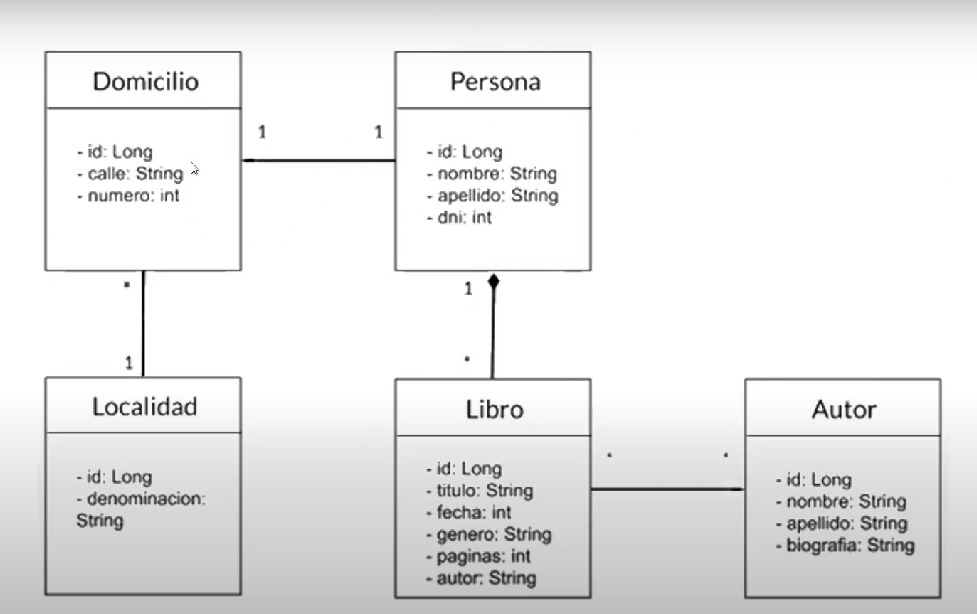 Domicilio
- id: Long
- calle: String
- numero: int
1
1
Persona
- id: Long
- nombre: String
- apellido: String
- dni: int
*
1
1
*
Localidad
- id: Long
- denominacion:
String
Libro
- id: Long
- titulo: String
- fecha: int
- genero: String
- paginas: int
- autor: String
*
*
Autor
- id: Long
- nombre: String
- apellido: String
- biografia: String